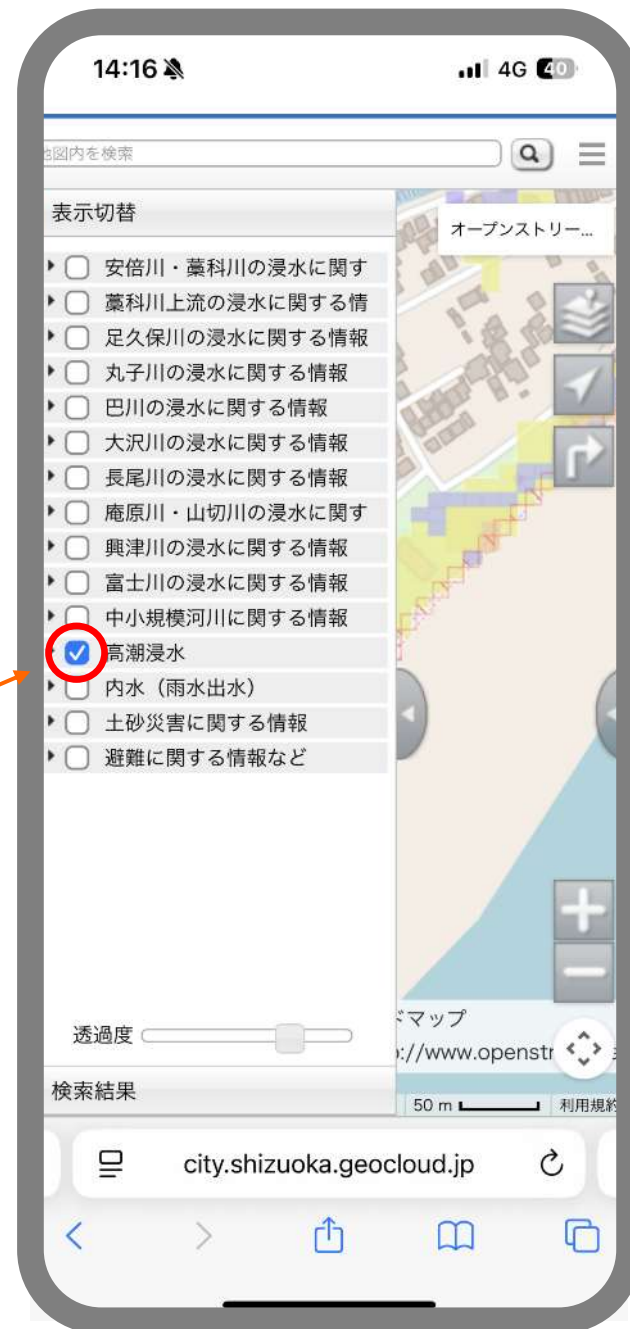 14:16
4G 40
地図内を検索
表示切替
オープンストリー...
安倍川・藁科川の浸水に関す
藁科川上流の浸水に関する情
足久保川の浸水に関する情報
丸子川の浸水に関する情報
巴川の浸水に関する情報
大沢川の浸水に関する情報
長尾川の浸水に関する情報
庵原川・山切川の浸水に関す
興津川の浸水に関する情報
富士川の浸水に関する情報
中小規模河川に関する情報
高潮浸水
内水（雨水出水）
土砂災害に関する情報
避難に関する情報など
透過度
ドマップ
://www.openstr
検索結果
50 m
利用規約
city.shizuoka.geocloud.jp